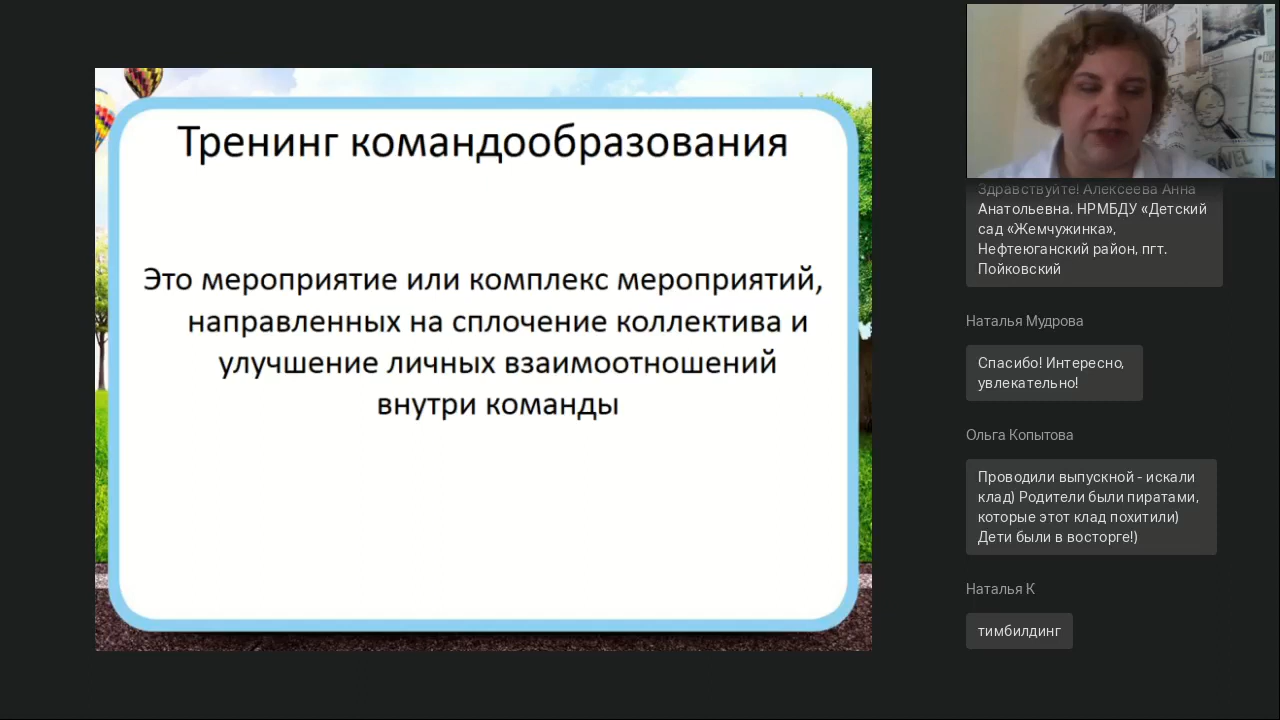 Тренинг командообразования
Это мероприятие или комплекс мероприятий,
направленных на сплочение коллектива и
улучшение личных взаимоотношений
внутри команды
TRAVEL
Здравствуйте! Алексеева Анна
Анатольевна. НРМБДУ «Детский
сад «Жемчужинка»,
Нефтеюганский район, пгт.
Пойковский
Наталья Мудрова
Спасибо! Интересно,
увлекательно!
Ольга Копытова
Проводили выпускной - искали
клад) Родители были пиратами,
которые этот клад похитили)
Дети были в восторге!)
Наталья К
тимбилдинг